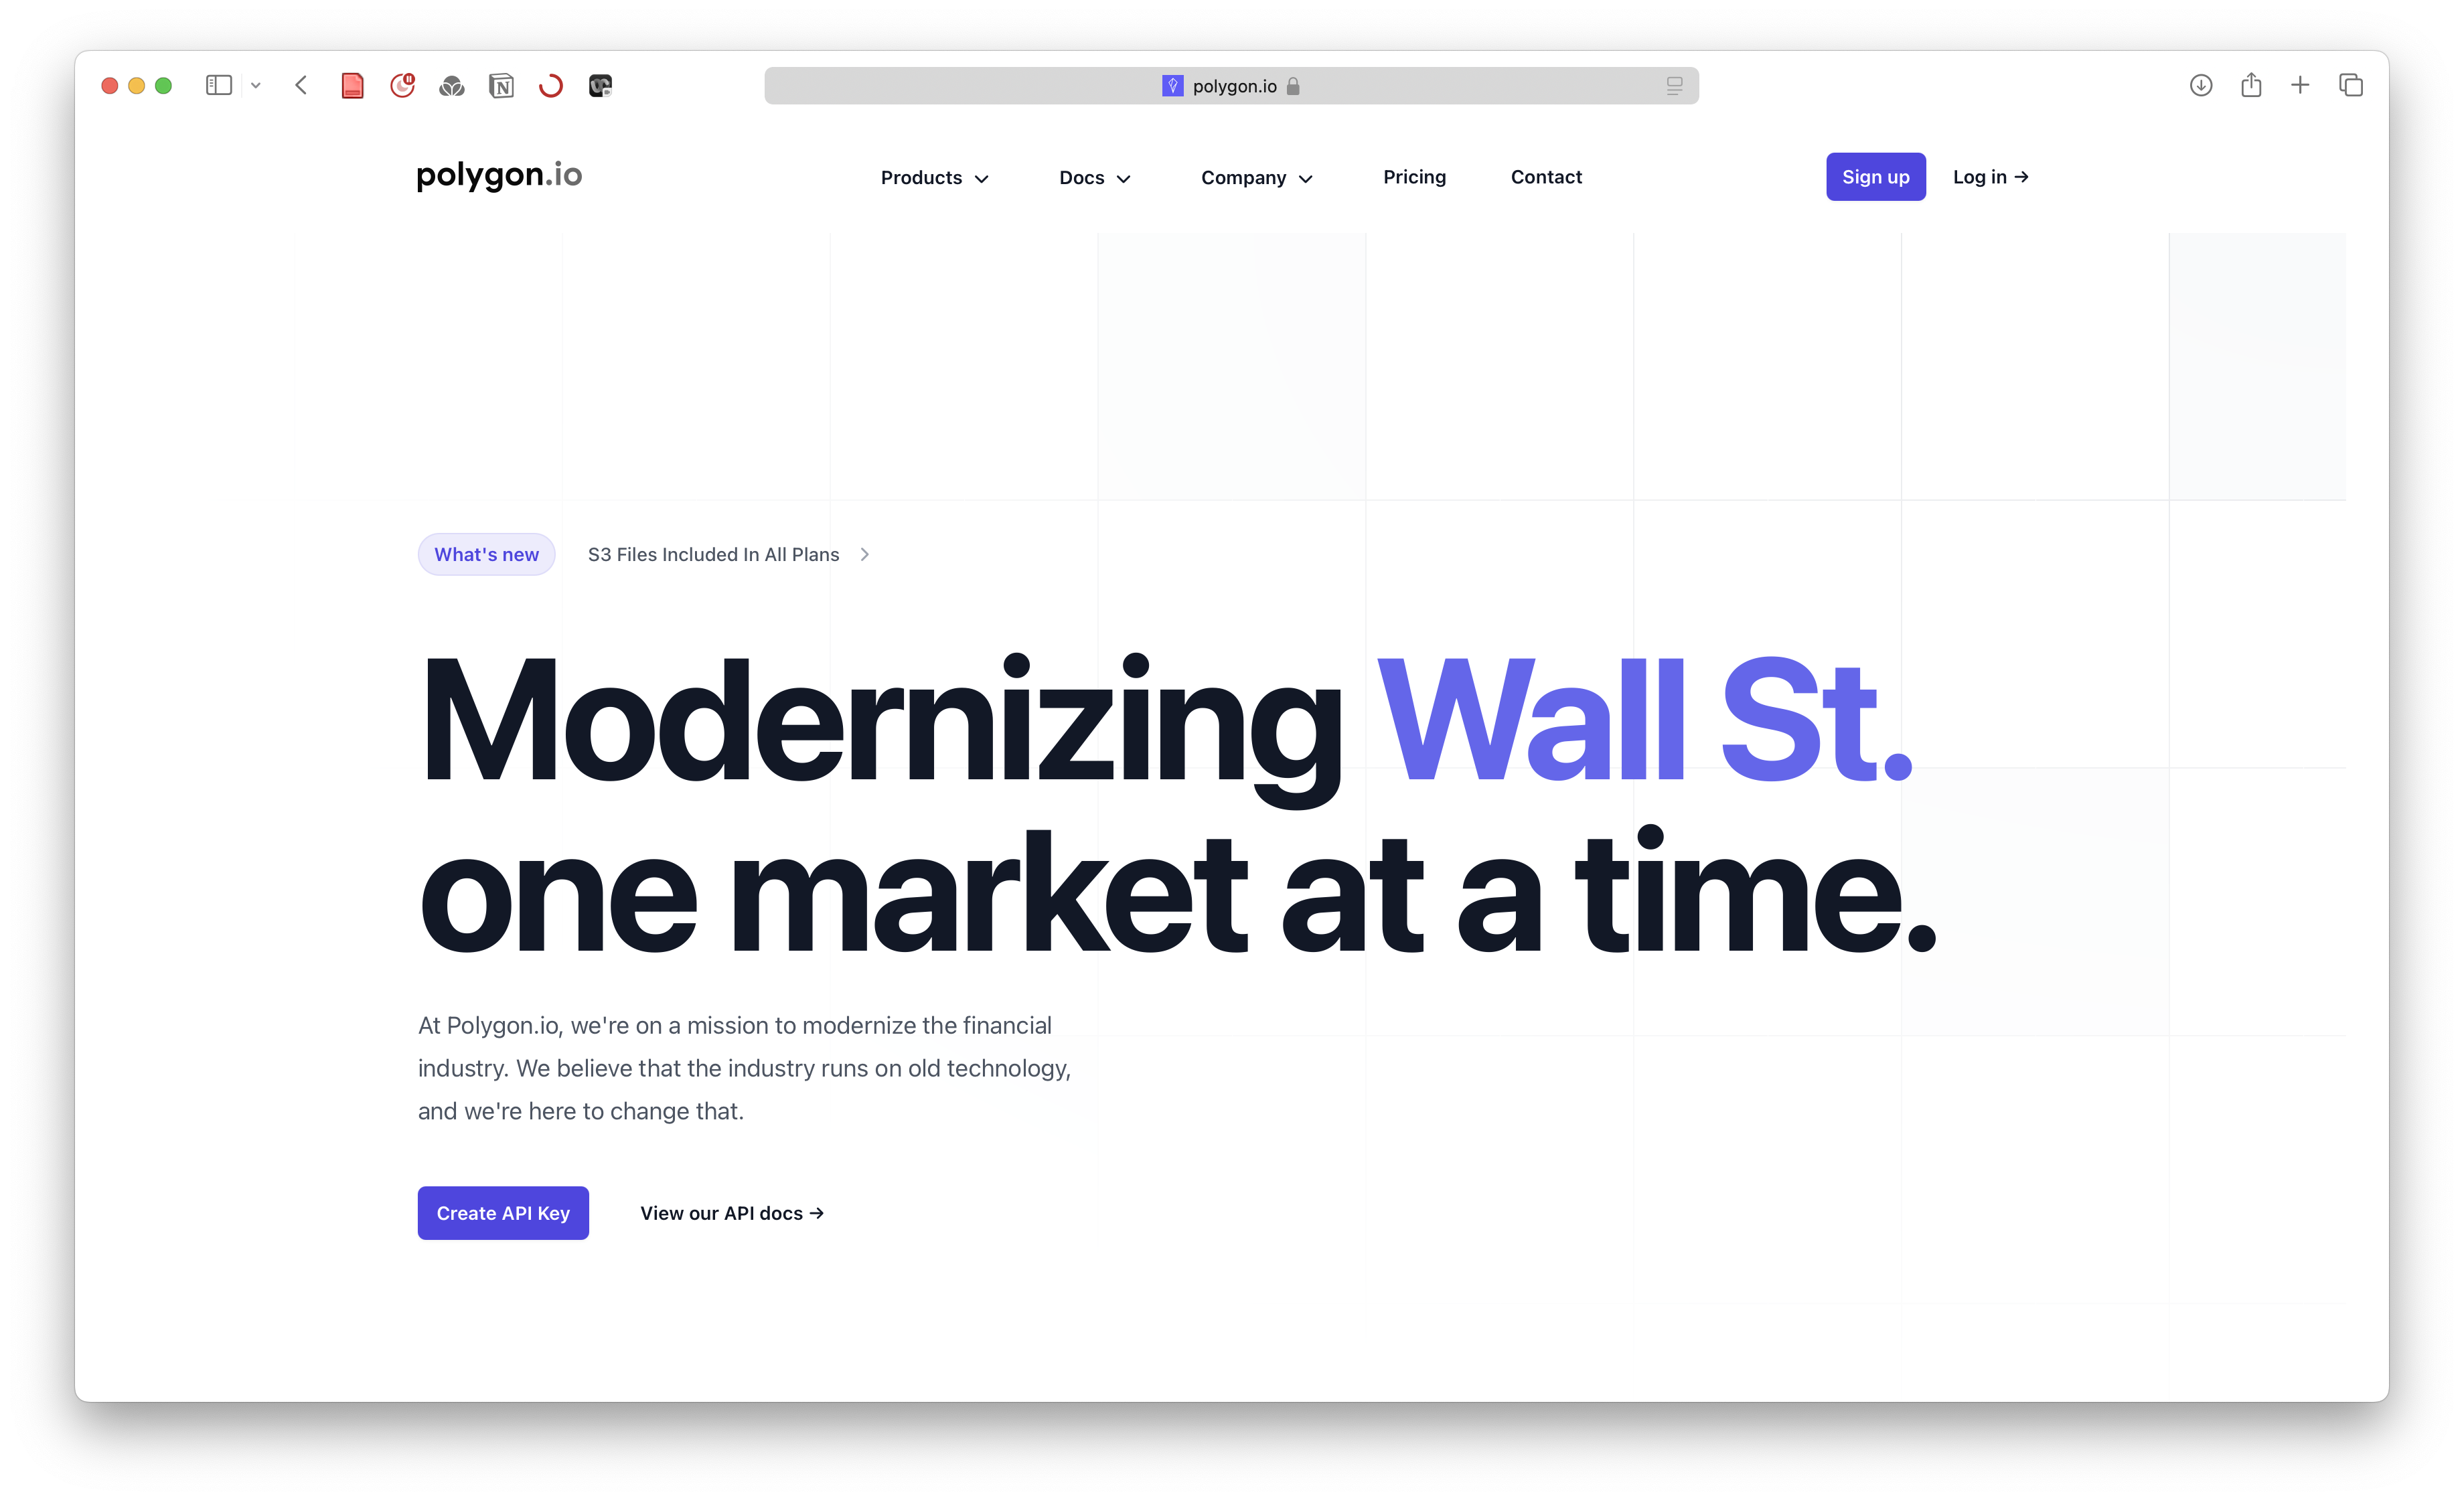 polygon.io
polygon.io
Products
Docs
Company
Pricing
Contact
Sign up
Log in →
What's new
S3 Files Included In All Plans
Modernizing Wall St.
one market at a time.
At Polygon.io, we're on a mission to modernize the financial
industry. We believe that the industry runs on old technology,
and we're here to change that.
Create API Key
View our API docs →